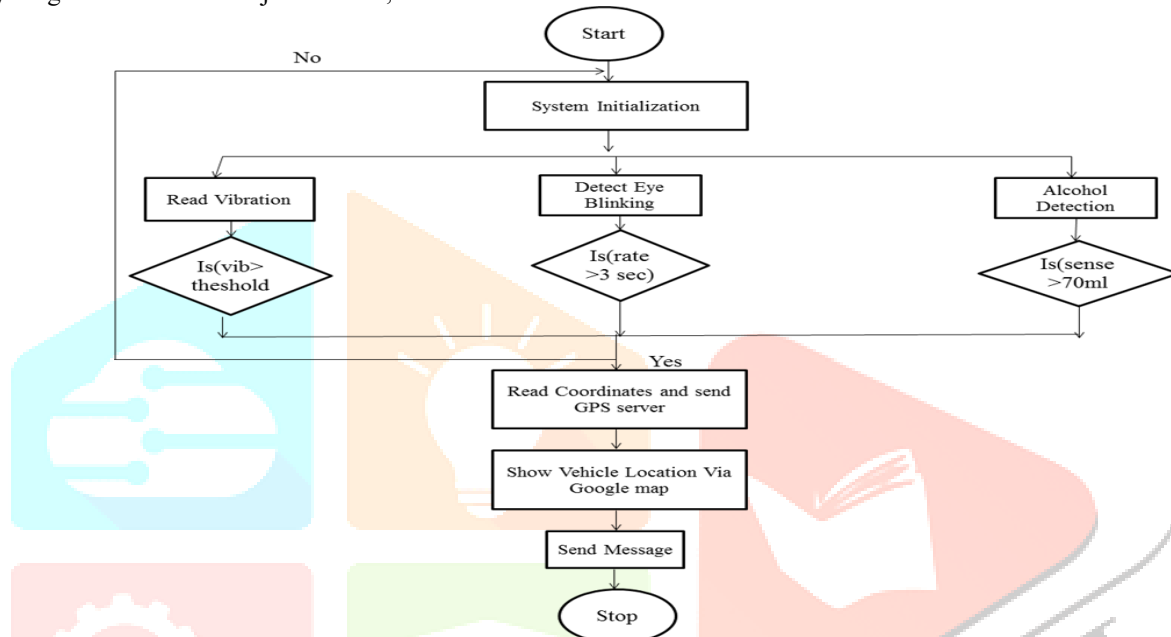 Start
No
System Initialization
Read Vibration
Detect Eye
Blinking
Alcohol
Detection
Is(vib>
theshold
Is(rate
>3 sec)
Is(sense
>70ml
Yes
Read Coordinates and send
GPS server
Show Vehicle Location Via
Google map
Send Message
Stop